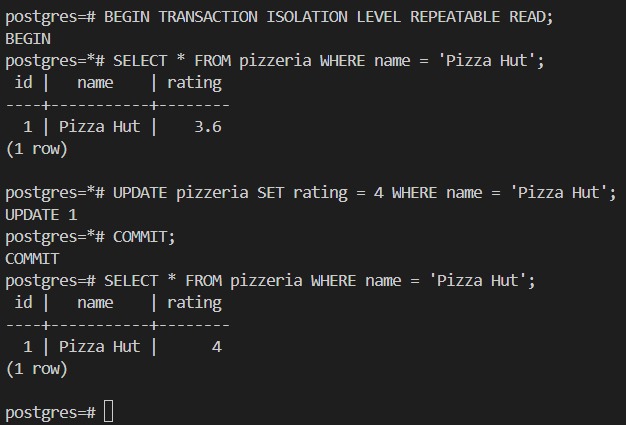 postgres=# BEGIN TRANSACTION ISOLATION LEVEL REPEATABLE READ;
BEGIN
postgres=*# SELECT * FROM pizzeria WHERE name = 'Pizza Hut';
 id |   name    | rating
----+-----------+--------
  1 | Pizza Hut |    3.6
(1 row)

postgres=*# UPDATE pizzeria SET rating = 4 WHERE name = 'Pizza Hut';
UPDATE 1
postgres=*# COMMIT;
COMMIT
postgres=# SELECT * FROM pizzeria WHERE name = 'Pizza Hut';
 id |   name    | rating
----+-----------+--------
  1 | Pizza Hut |      4
(1 row)

postgres=#